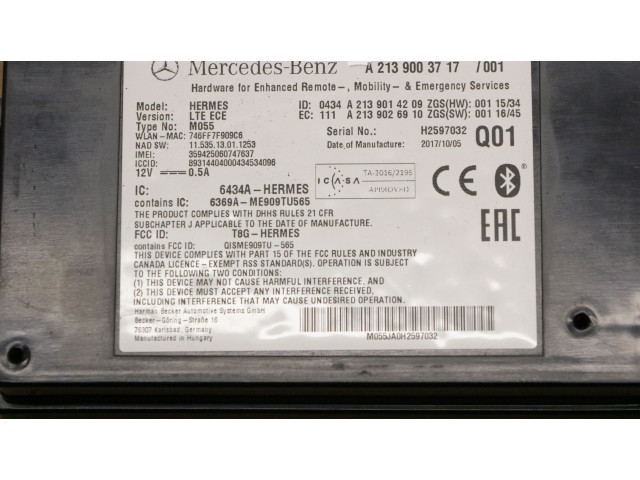 Mercedes-Benz A 213 900 37 17 /001
Hardware for Enhanced Remote-, Mobility- & Emergency Services
Model: HERMES ID: 0434 A 213 901 42 09 ZGS(HW): 001 15/34
Version: LTE ECE EC: 111 A 213 902 69 10 ZGS(SW): 001 16/45
Type No: M055 Serial No.: H2597032 Q01
WLAN-MAC: 746FF7F909C6 Date of Manufacture: 2017/10/05
NAD SW: 11.535.13.01.1253
IMEI: 359425060747637
ICCID: 89314404000434534096
12V 0.5A
ICASA TA-2016/2195 APPROVED
CE
IC: 6434A-HERMES
contains IC: 6369A-ME909TU565
THE PRODUCT COMPLIES WITH DHHS RULES 21 CFR
SUBCHAPTER J APPLICABLE TO THE DATE OF MANUFACTURE.
EAC
FCC ID: T8G-HERMES
contains FCC ID: QISME909TU-565
THIS DEVICE COMPLIES WITH PART 15 OF THE FCC RULES AND INDUSTRY
CANADA LICENCE-EXEMPT RSS STANDARD(S). OPERATION IS SUBJECT
TO THE FOLLOWING TWO CONDITIONS:
(1) THIS DEVICE MAY NOT CAUSE HARMFUL INTERFERENCE, AND
(2) THIS DEVICE MUST ACCEPT ANY INTERFERENCE RECEIVED,
INCLUDING INTERFERENCE THAT MAY CAUSE UNDESIRED OPERATION.
Harman Becker Automotive Systems GmbH
Becker-Göring-Straße 16
76307 Karlsbad, Germany
Manufactured in Hungary
M055JA0H2597032